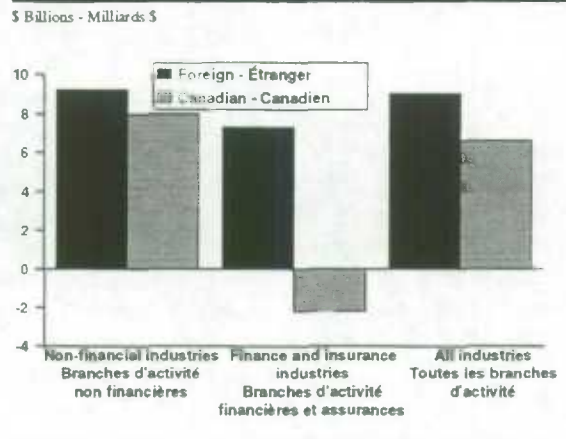 $ Billions - Milliards $
Foreign - Étranger
Canadian - Canadien
10
8
6
4
2
0
-2
-4
Non-financial industries
Branches d'activité
non financières
Finance and insurance
industries
Branches d'activité
financières et assurances
All industries
Toutes les branches
d'activité